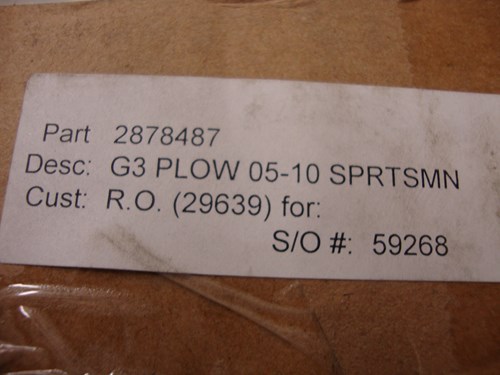 Part 2878487
Desc: G3 PLOW 05-10 SPRTSMN
Cust: R.O. (29639) for:
S/O #: 59268